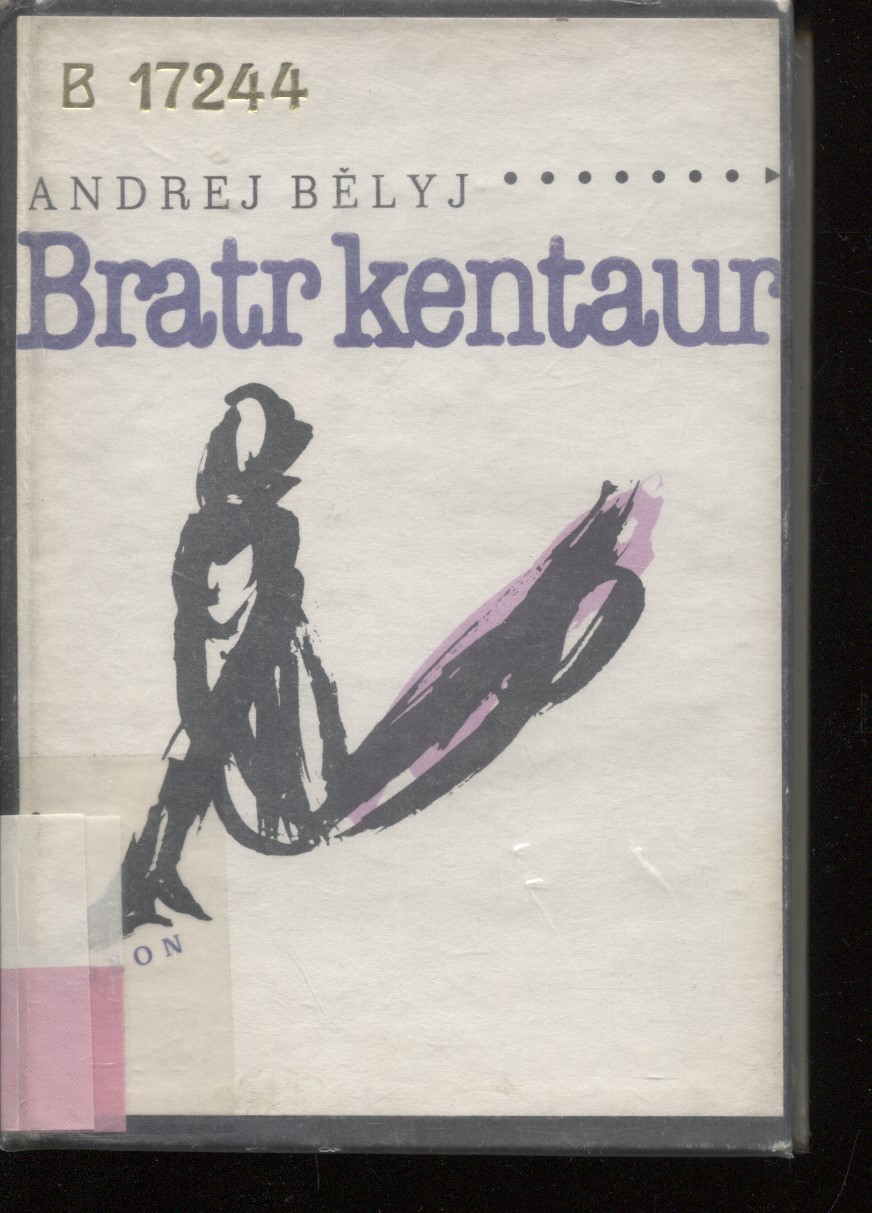 B 17244
ANDREJ BĚLYJ
Bratr kentaur
ON